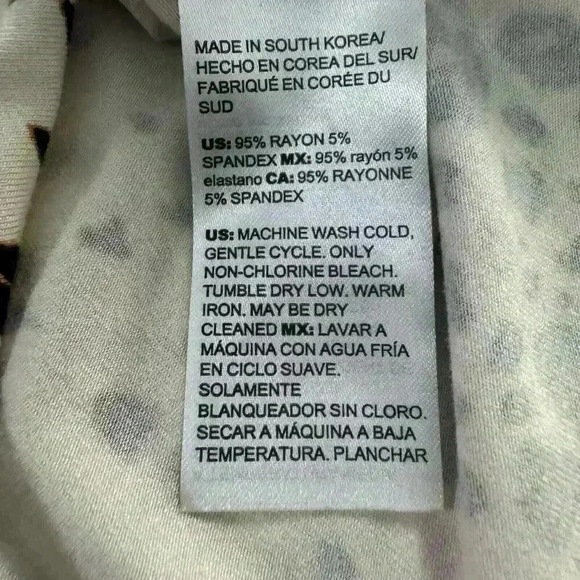 MADE IN SOUTH KOREA/
HECHO EN COREA DEL SUR/
FABRIQUÉ EN CORÉE DU
SUD
US: 95% RAYON 5%
SPANDEX MX: 95% rayón 5%
elastano CA: 95% RAYONNE
5% SPANDEX
US: MACHINE WASH COLD,
GENTLE CYCLE. ONLY
NON-CHLORINE BLEACH.
TUMBLE DRY LOW. WARM
IRON. MAY BE DRY
CLEANED MX: LAVAR A
MÁQUINA CON AGUA FRÍA
EN CICLO SUAVE.
SOLAMENTE
BLANQUEADOR SIN CLORO.
SECAR A MÁQUINA A BAJA
TEMPERATURA. PLANCHAR